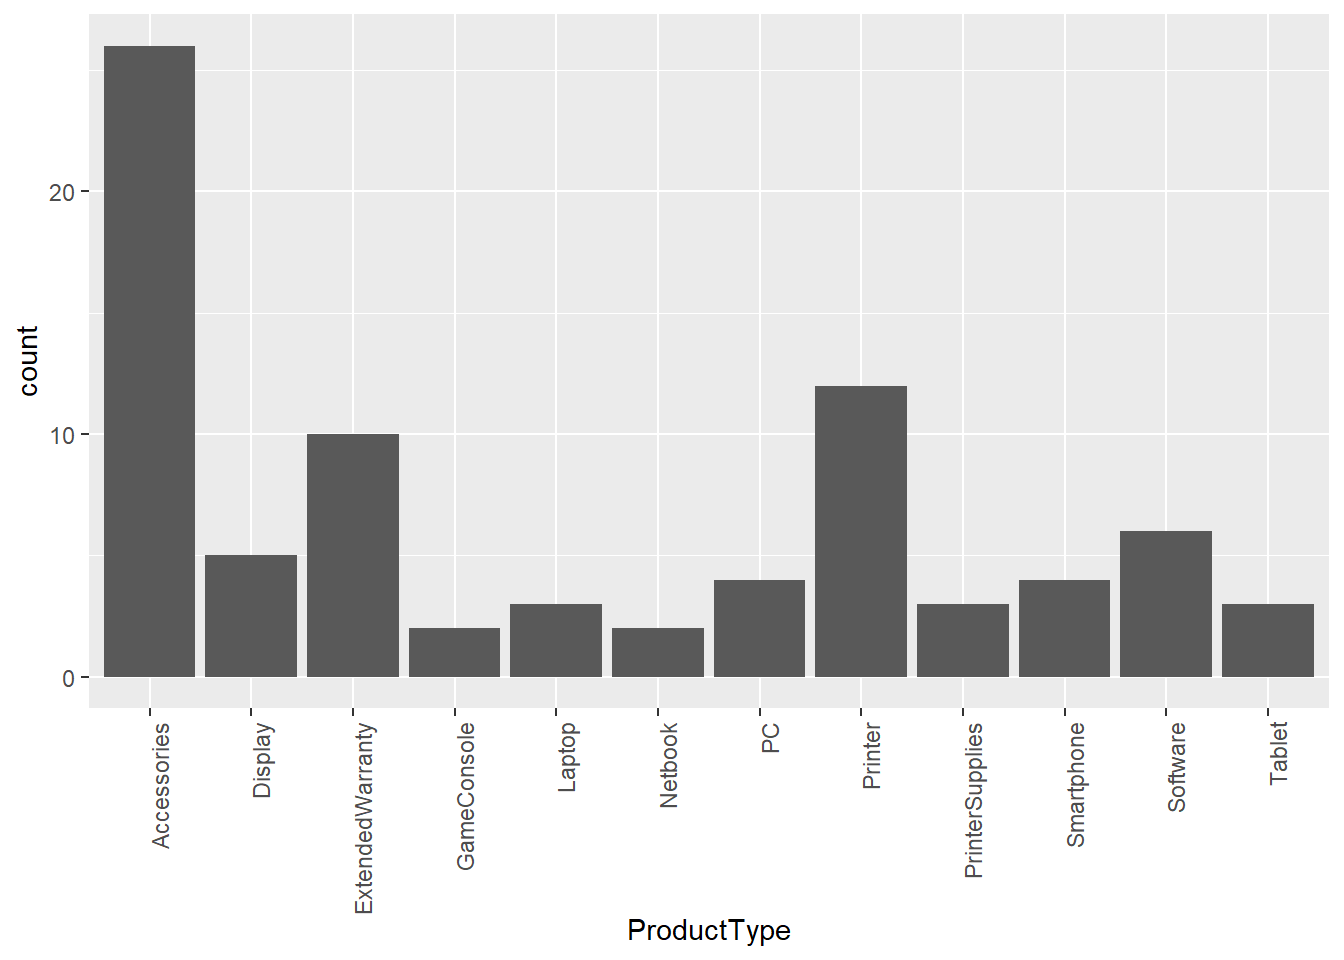 count
20
10
0
Accessories
Display
ExtendedWarranty
GameConsole
Laptop
Netbook
PC
Printer
PrinterSupplies
Smartphone
Software
Tablet
ProductType